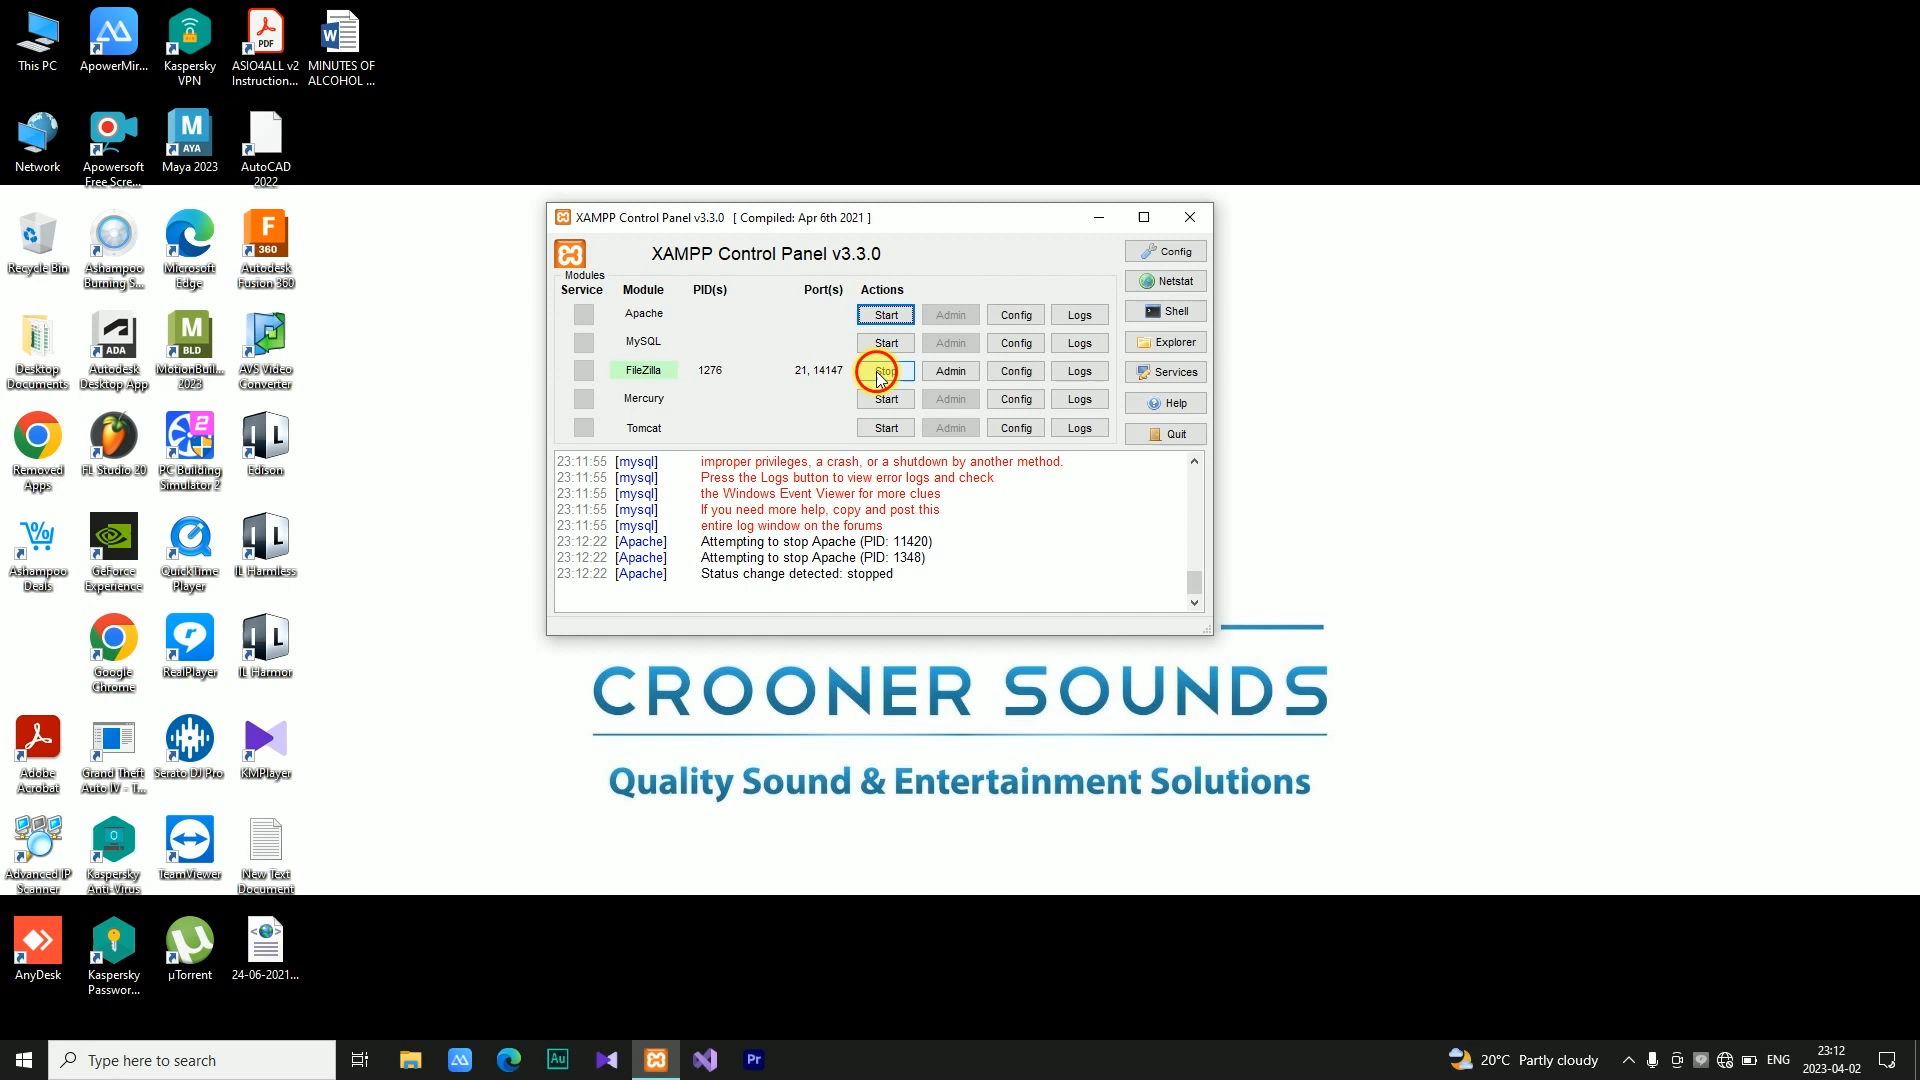 This PC
ApowerMir...
Kaspersky
VPN
ASIO4ALL v2
Instruction...
MINUTES OF
ALCOHOL ...
Network
Apowersoft
Free Scre...
Maya 2023
AutoCAD
2022
Recycle Bin
Ashampoo
Burning S...
Microsoft
Edge
Autodesk
Fusion 360
Desktop
Documents
Autodesk
Desktop App
MotionBuil...
2023
AVS Video
Converter
Removed
Apps
FL Studio 20
PC Building
Simulator 2
Edison
Ashampoo
Deals
GeForce
Experience
QuickTime
Player
IL Harmless
Google
Chrome
RealPlayer
IL Harmor
Adobe
Acrobat
Grand Theft
Auto IV - T...
Serato DJ Pro
KMPlayer
Advanced IP
Scanner
Kaspersky
Anti-Virus
TeamViewer
New Text
Document
AnyDesk
Kaspersky
Passwor...
µTorrent
24-06-2021...
XAMPP Control Panel v3.3.0 [ Compiled: Apr 6th 2021 ]
XAMPP Control Panel v3.3.0
Config
Modules
Service Module PID(s) Port(s) Actions
Netstat
Apache Start Admin Config Logs
Shell
MySQL Start Admin Config Logs
Explorer
FileZilla 1276 21, 14147 Stop Admin Config Logs
Services
Mercury Start Admin Config Logs
Help
Tomcat Start Admin Config Logs
Quit
23:11:55 [mysql] improper privileges, a crash, or a shutdown by another method.
23:11:55 [mysql] Press the Logs button to view error logs and check
23:11:55 [mysql] the Windows Event Viewer for more clues
23:11:55 [mysql] If you need more help, copy and post this
23:11:55 [mysql] entire log window on the forums
23:12:22 [Apache] Attempting to stop Apache (PID: 11420)
23:12:22 [Apache] Attempting to stop Apache (PID: 1348)
23:12:22 [Apache] Status change detected: stopped
CROONER SOUNDS
Quality Sound & Entertainment Solutions
Type here to search
20°C Partly cloudy
ENG
23:12
2023-04-02